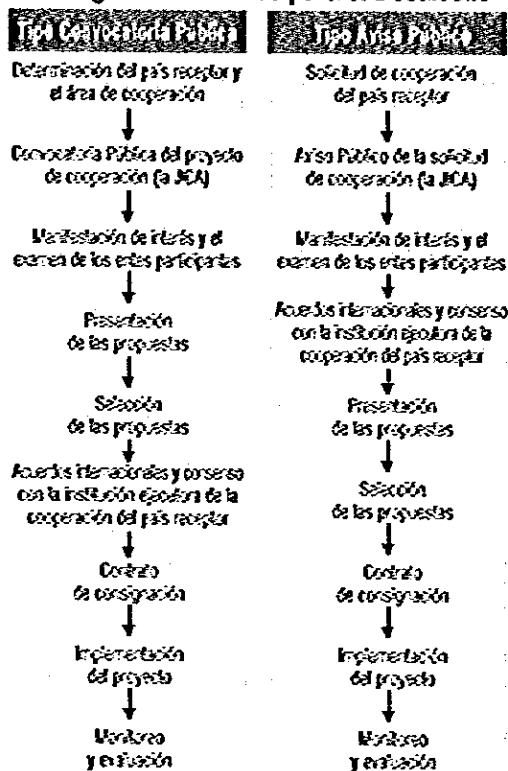 Tipo Convocatoria Pública
Determinación del país receptor y
el área de cooperación
Convocatoria Pública del proyecto
de cooperación (la JICA)
Manifestación de interés y el
examen de los entes participantes
Presentación
de las propuestas
Selección
de las propuestas
Acuerdos internacionales y consenso
con la institución ejecutora de la
cooperación del país receptor
Contrato
de consignación
Implementación
del proyecto
Monitoreo
y evaluación
Tipo Aviso Público
Solicitud de cooperación
del país receptor
Aviso Público de la solicitud
de cooperación (la JICA)
Manifestación de interés y el
examen de los entes participantes
Acuerdos internacionales y consenso
con la institución ejecutora de la
cooperación del país receptor
Presentación
de las propuestas
Selección
de las propuestas
Contrato
de consignación
Implementación
del proyecto
Monitoreo
y evaluación